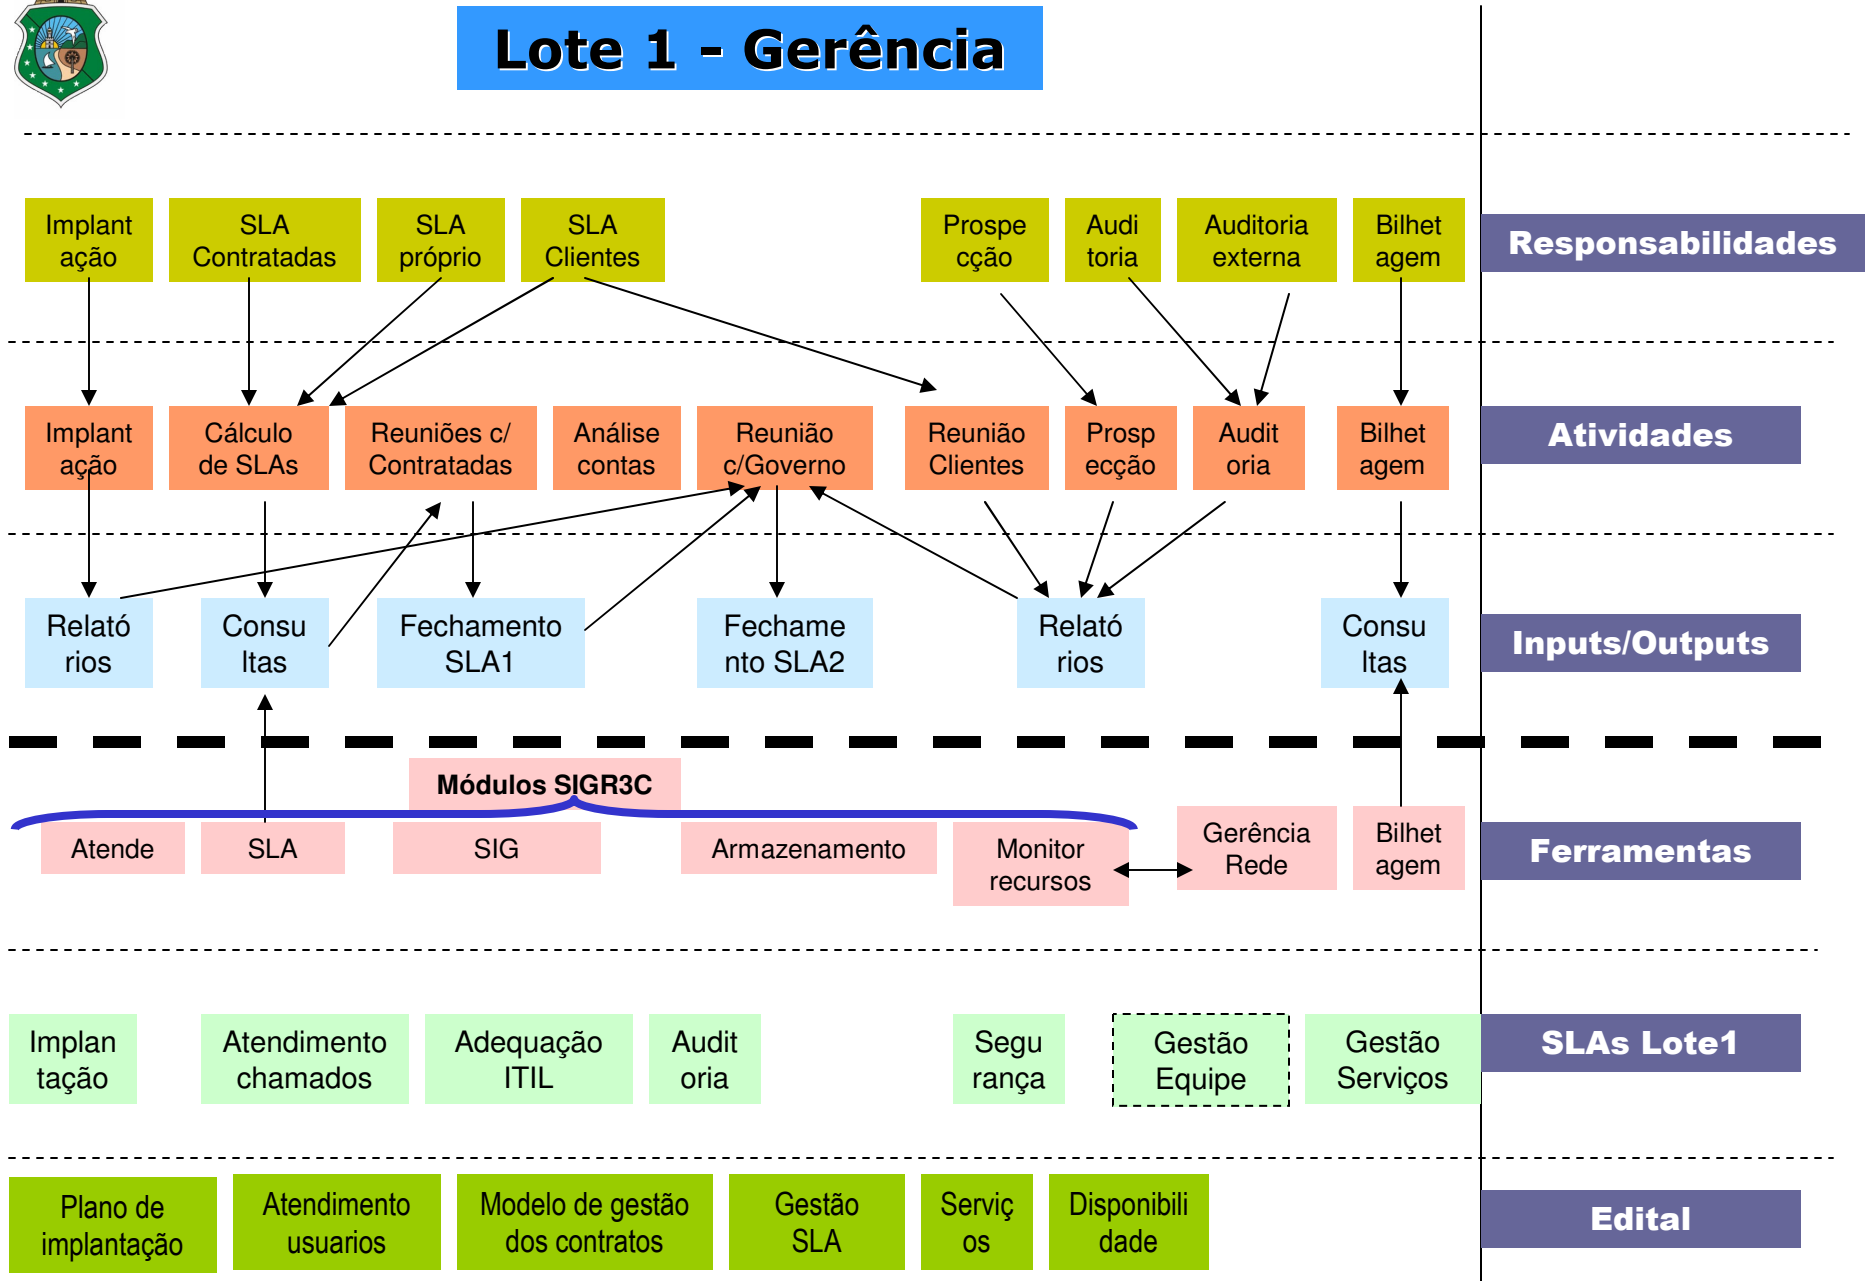 Lote 1 - Gerência
Implant
ação
SLA
Contratadas
SLA
próprio
SLA
Clientes
Prospe
cção
Audi
toria
Auditoria
externa
Bilhet
agem
Responsabilidades
Implant
ação
Cálculo
de SLAs
Reuniões c/
Contratadas
Análise
contas
Reunião
c/Governo
Reunião
Clientes
Prosp
ecção
Audit
oria
Bilhet
agem
Atividades
Relató
rios
Consu
ltas
Fechamento
SLA1
Fechame
nto SLA2
Relató
rios
Consu
ltas
Inputs/Outputs
Módulos SIGR3C
Atende
SLA
SIG
Armazenamento
Monitor
recursos
Gerência
Rede
Bilhet
agem
Ferramentas
Implan
tação
Atendimento
chamados
Adequação
ITIL
Audit
oria
Segu
rança
Gestão
Equipe
Gestão
Serviços
SLAs Lote1
Plano de
implantação
Atendimento
usuarios
Modelo de gestão
dos contratos
Gestão
SLA
Serviç
os
Disponibili
dade
Edital